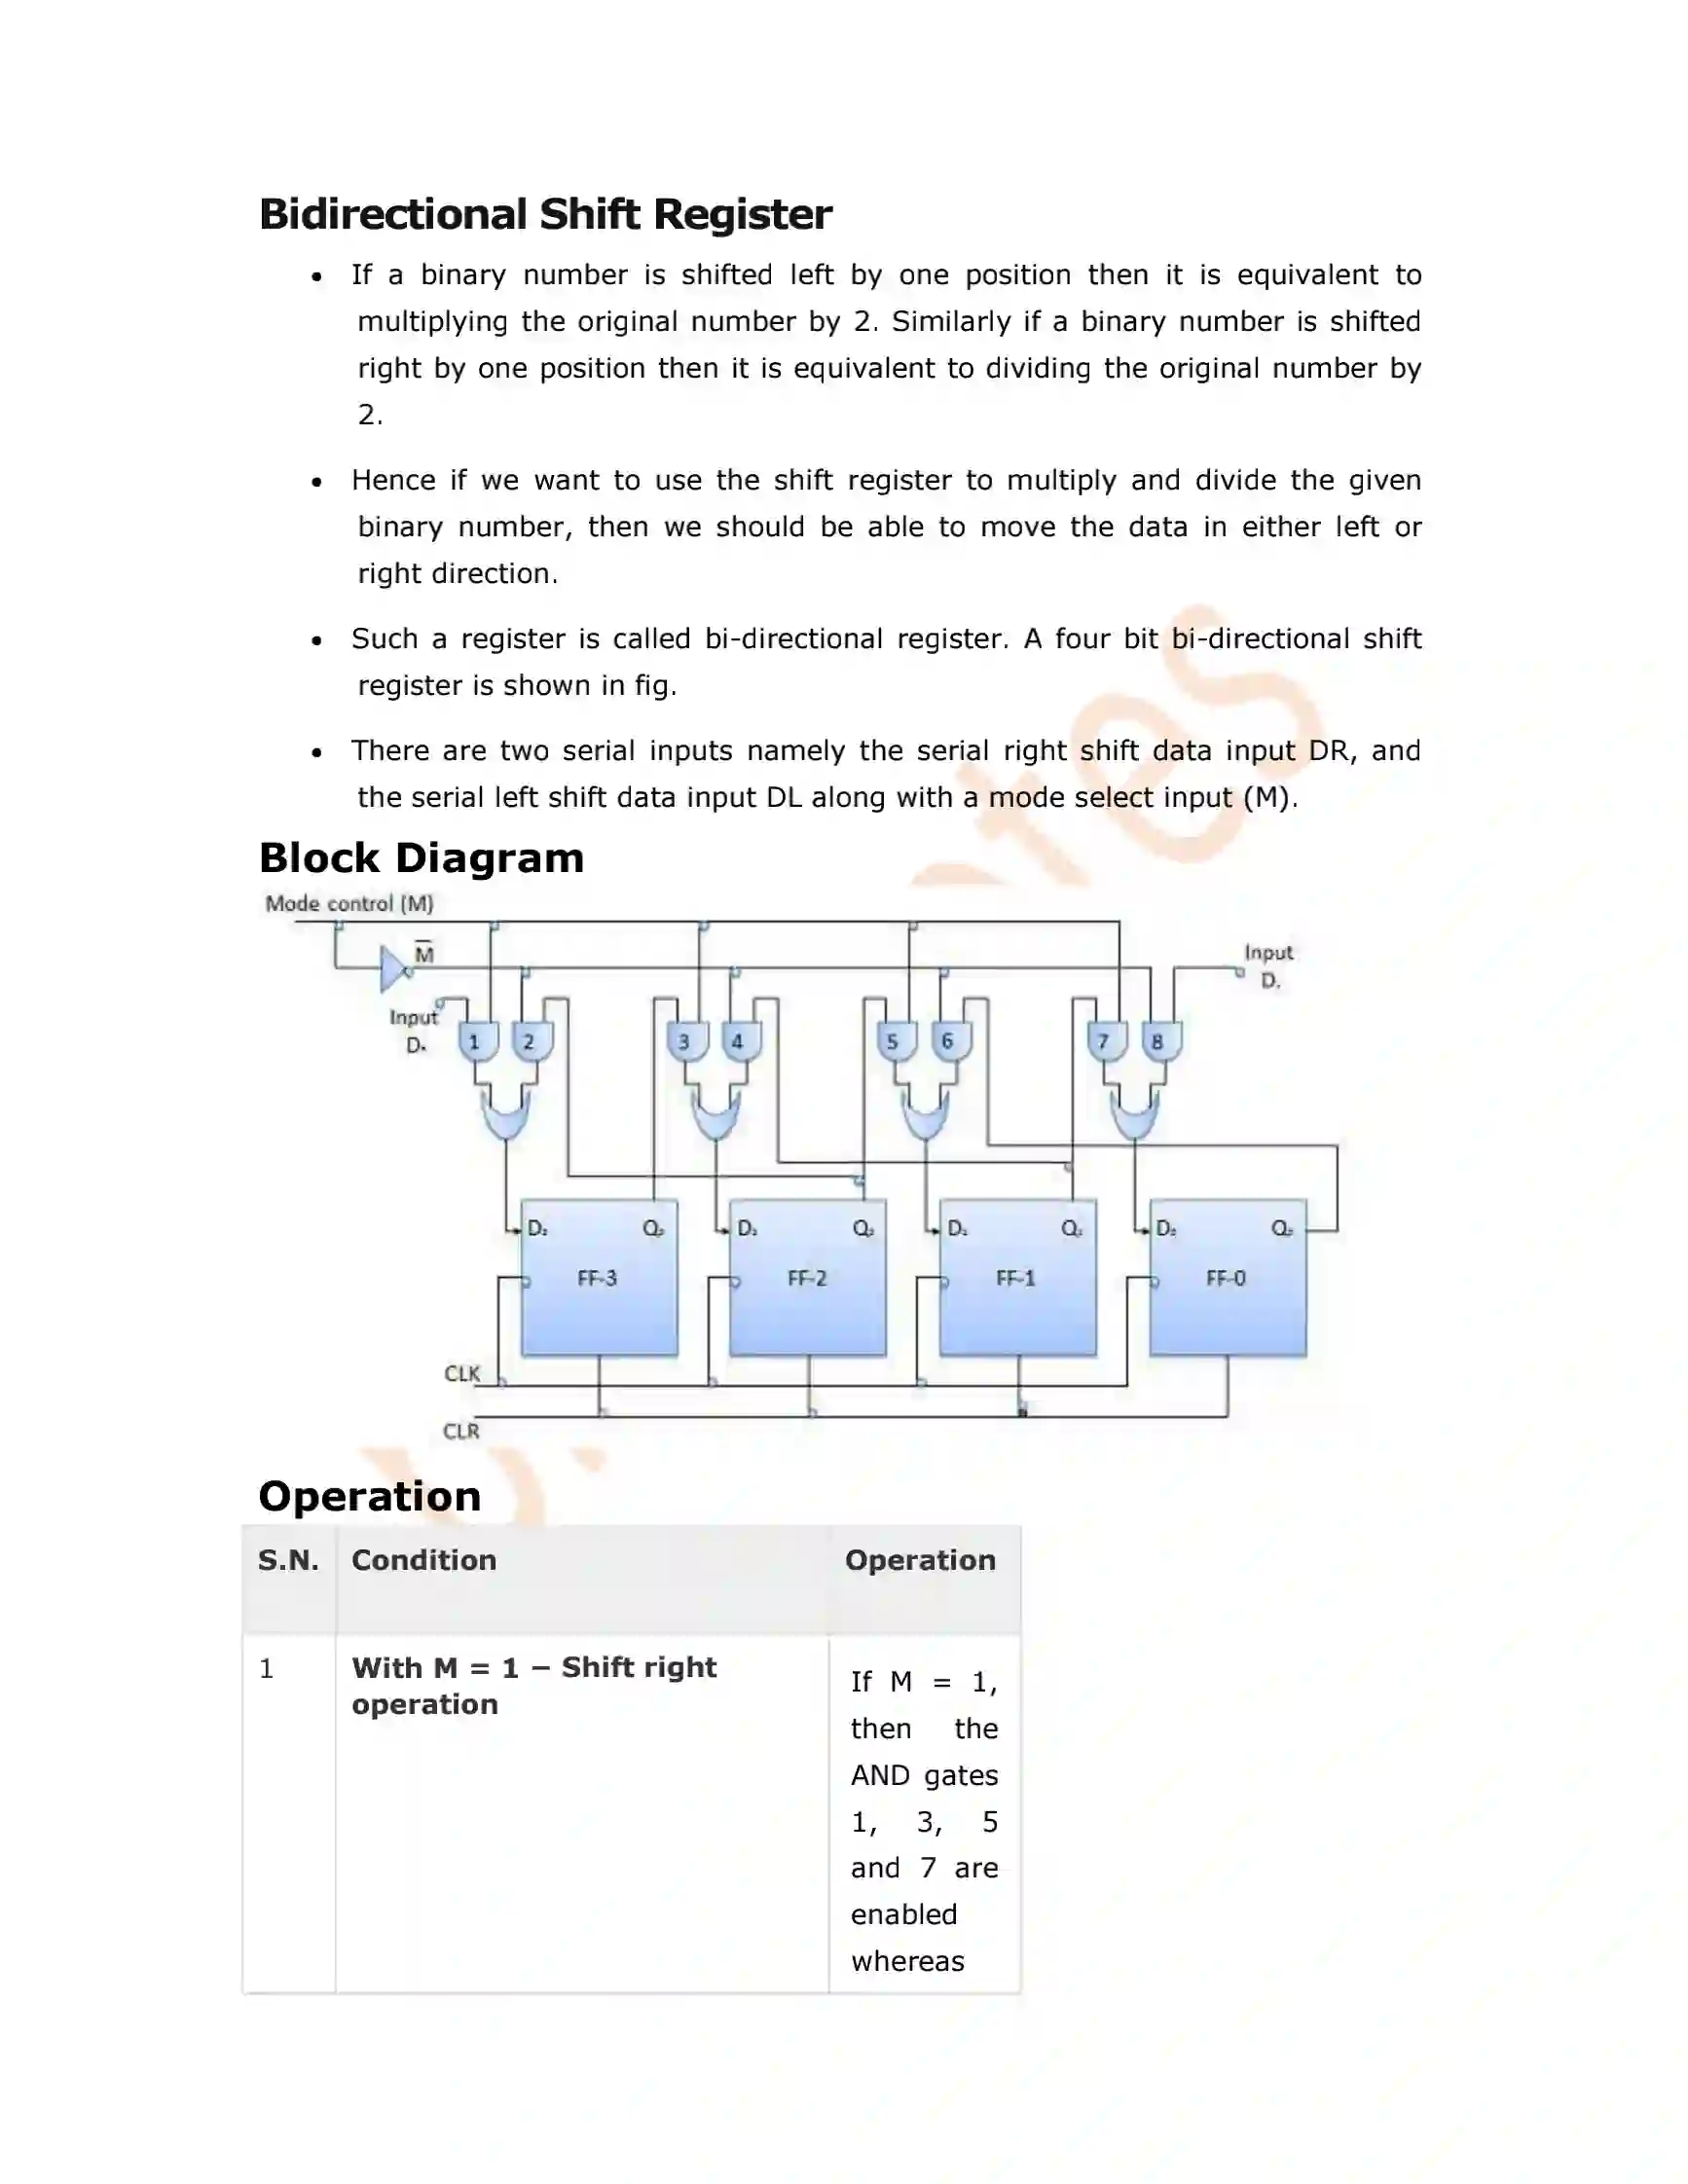 Bidirectional Shift Register
• If a binary number is shifted left by one position then it is equivalent to
multiplying the original number by 2. Similarly if a binary number is shifted
right by one position then it is equivalent to dividing the original number by
2.
• Hence if we want to use the shift register to multiply and divide the given
binary number, then we should be able to move the data in either left or
right direction.
• Such a register is called bi-directional register. A four bit bi-directional shift
register is shown in fig.
• There are two serial inputs namely the serial right shift data input DR, and
the serial left shift data input DL along with a mode select input (M).
Block Diagram
Mode control (M)
M̅
Input
D
Input
D
1 2 3 4 5 6 7 8
D Q D Q D Q D Q
FF-3 FF-2 FF-1 FF-0
CLK
CLR
Operation
S.N. Condition Operation
1 With M = 1 − Shift right
operation
If M = 1,
then the
AND gates
1, 3, 5
and 7 are
enabled
whereas